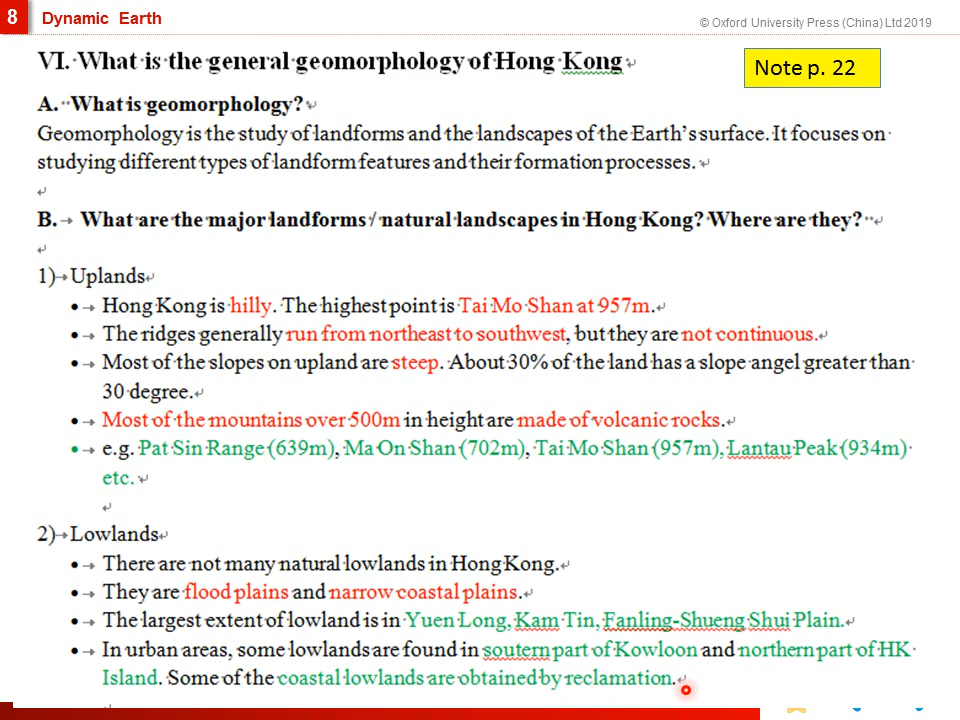 8 Dynamic Earth
© Oxford University Press (China) Ltd 2019
VI. What is the general geomorphology of Hong Kong
Note p. 22
A. What is geomorphology?
Geomorphology is the study of landforms and the landscapes of the Earth's surface. It focuses on
studying different types of landform features and their formation processes.
B. What are the major landforms / natural landscapes in Hong Kong? Where are they?
1) Uplands
• Hong Kong is hilly. The highest point is Tai Mo Shan at 957m.
• The ridges generally run from northeast to southwest, but they are not continuous.
• Most of the slopes on upland are steep. About 30% of the land has a slope angel greater than
30 degree.
• Most of the mountains over 500m in height are made of volcanic rocks.
• e.g. Pat Sin Range (639m), Ma On Shan (702m), Tai Mo Shan (957m), Lantau Peak (934m)
etc.
2) Lowlands
• There are not many natural lowlands in Hong Kong.
• They are flood plains and narrow coastal plains.
• The largest extent of lowland is in Yuen Long, Kam Tin, Fanling-Shueng Shui Plain.
• In urban areas, some lowlands are found in soutern part of Kowloon and northern part of HK
Island. Some of the coastal lowlands are obtained by reclamation.